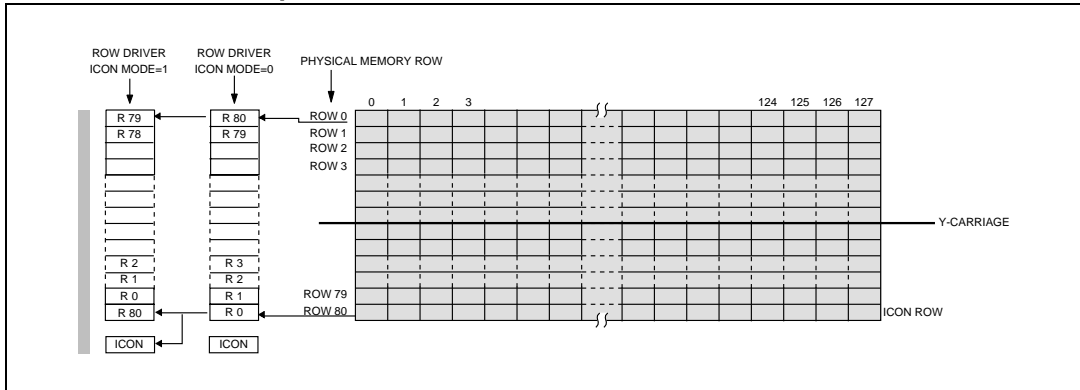 ROW DRIVER ROW DRIVER
ICON MODE=1 ICON MODE=0 PHYSICAL MEMORY ROW
0 1 2 3 124 125 126 127
R 79 R 80 ROW 0
R 78 R 79 ROW 1
ROW 2
ROW 3
Y-CARRIAGE
R 2 R 3
R 1 R 2
R 0 R 1 ROW 79
R 80 R 0 ROW 80 ICON ROW
ICON ICON